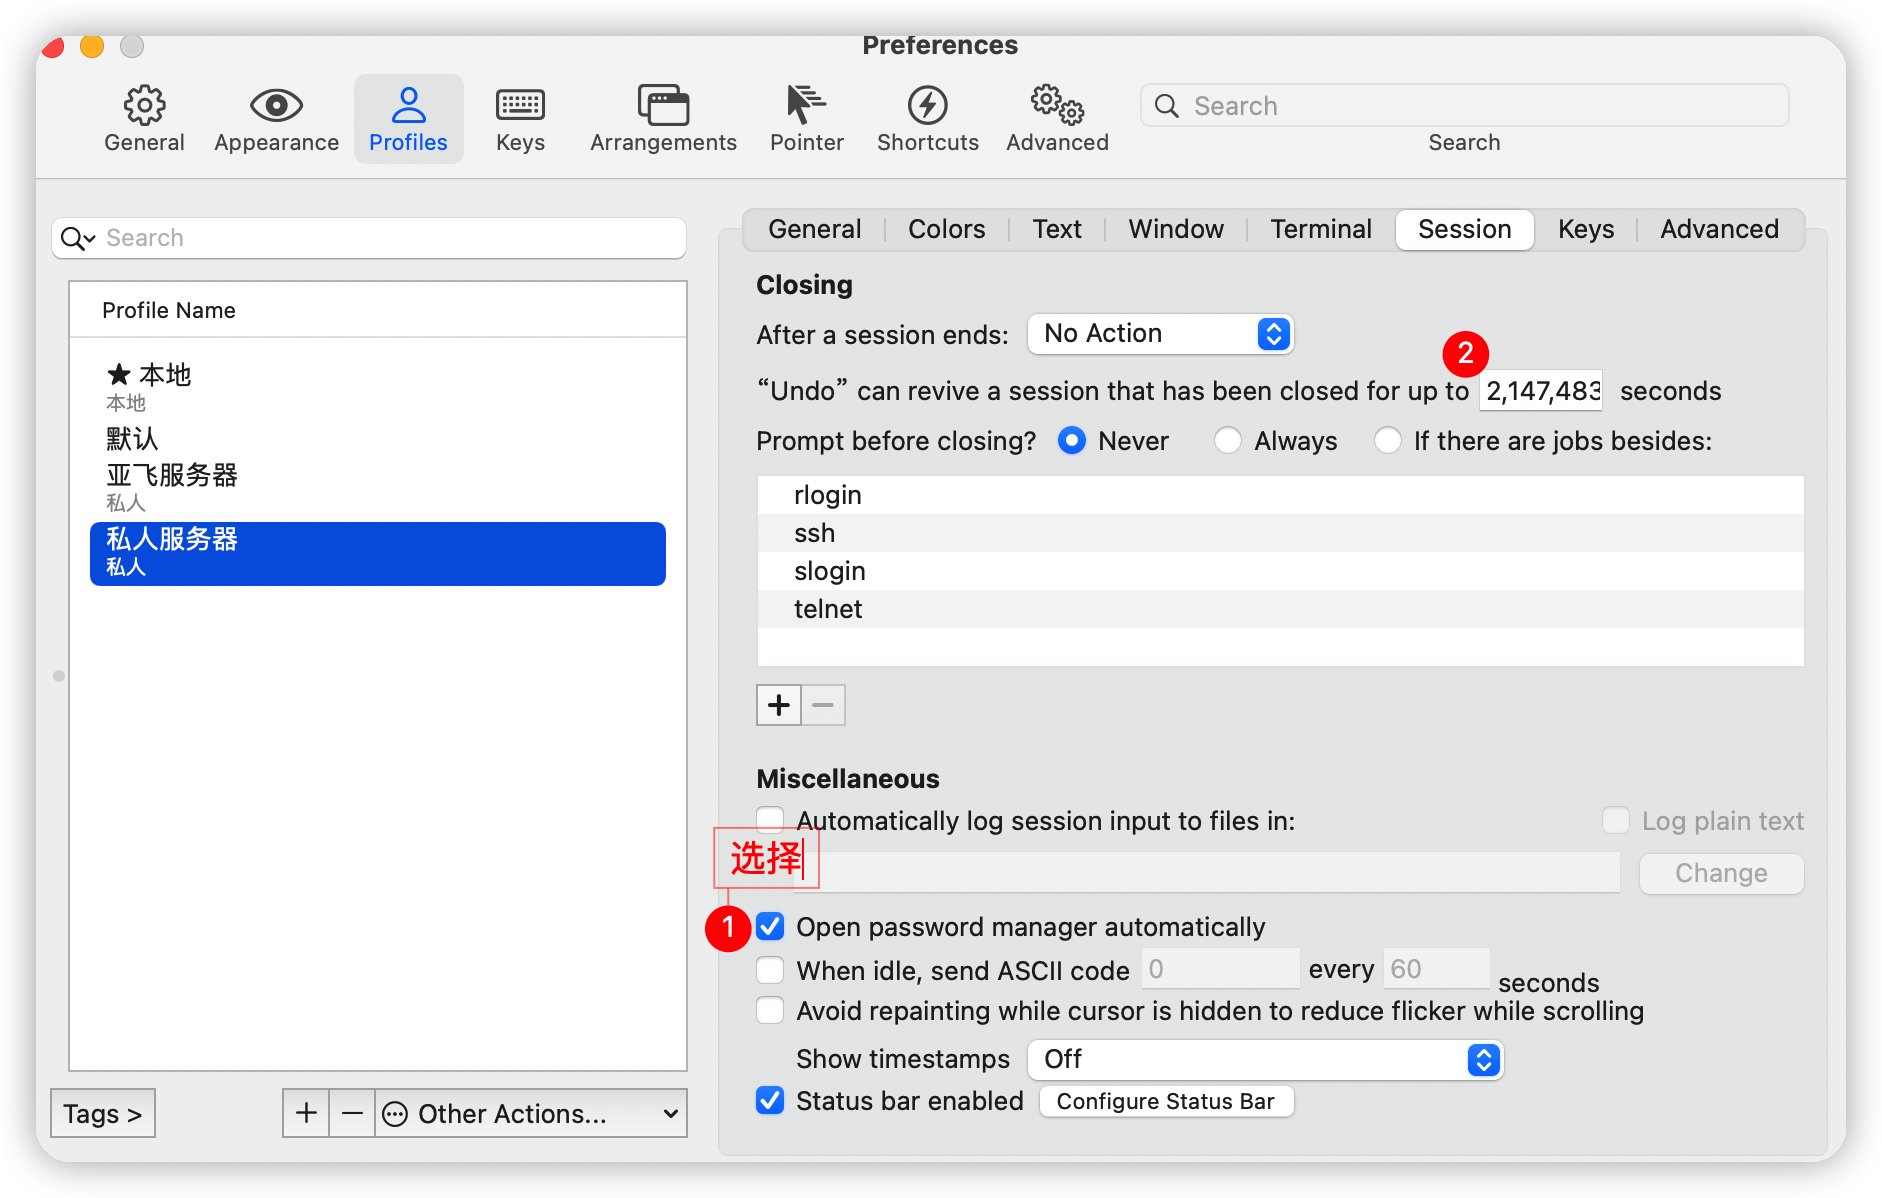 Preferences
General
Appearance
Profiles
Keys
Arrangements
Pointer
Shortcuts
Advanced
Search
Search
Search
Profile Name
★ 本地
本地
默认
亚飞服务器
私人
私人服务器
私人
Tags >
+
−
Other Actions...
General
Colors
Text
Window
Terminal
Session
Keys
Advanced
Closing
After a session ends: No Action
2
“Undo” can revive a session that has been closed for up to 2,147,483 seconds
Prompt before closing? Never Always If there are jobs besides:
rlogin
ssh
slogin
telnet
+ −
Miscellaneous
Automatically log session input to files in: Log plain text
选择
Change
1 Open password manager automatically
When idle, send ASCII code 0 every 60 seconds
Avoid repainting while cursor is hidden to reduce flicker while scrolling
Show timestamps Off
Status bar enabled Configure Status Bar